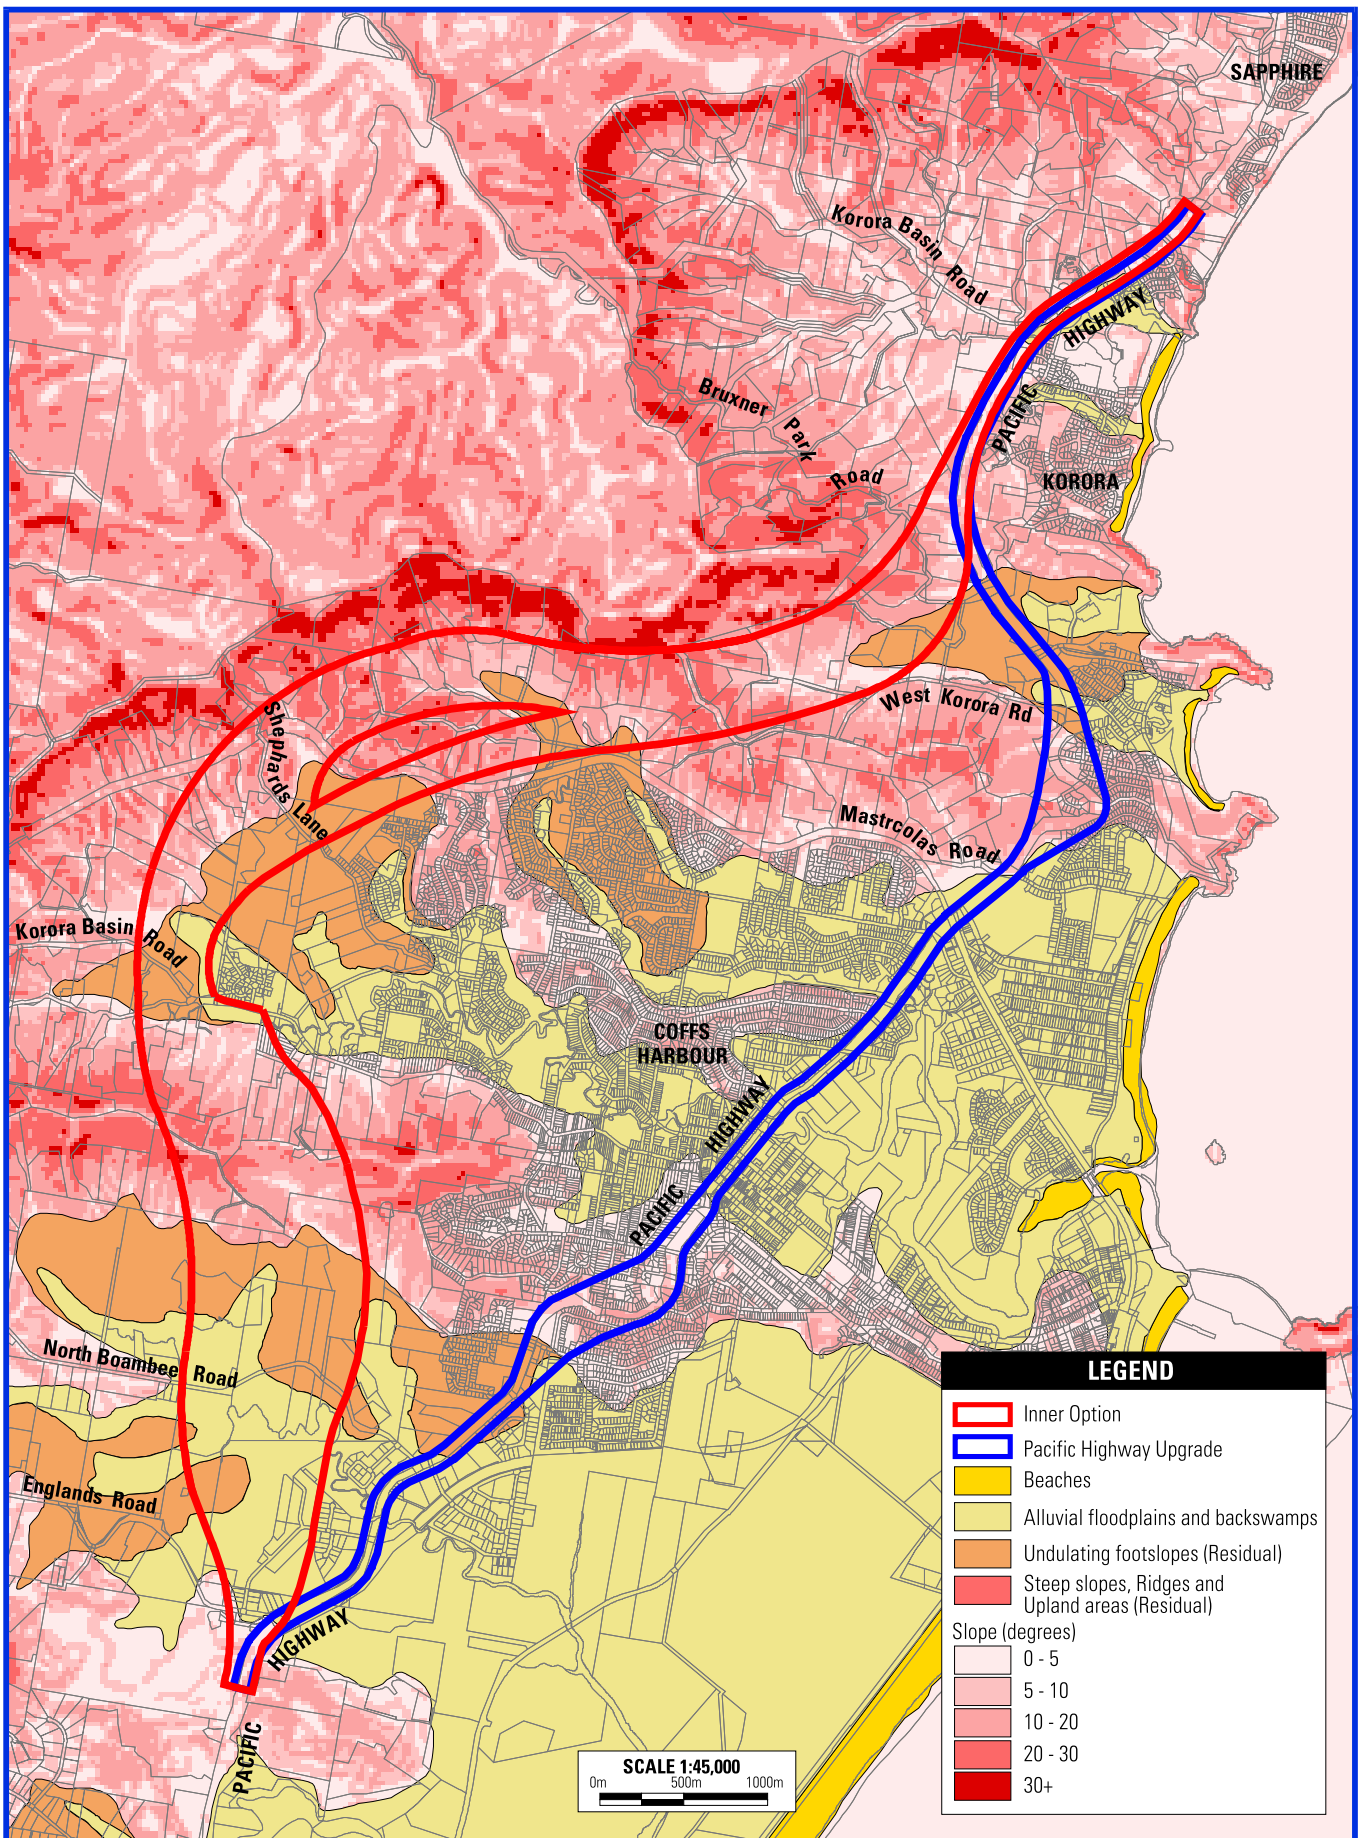 SAPPHIRE
Korora Basin Road
HIGHWAY
PACIFIC
Bruxner Park Road
KORORA
West Korora Rd
Shephards Lane
Mastrcolas Road
Korora Basin Road
COFFS
HARBOUR
HIGHWAY
PACIFIC
North Boambee Road
Englands Road
HIGHWAY
PACIFIC
LEGEND
Inner Option
Pacific Highway Upgrade
Beaches
Alluvial floodplains and backswamps
Undulating footslopes (Residual)
Steep slopes, Ridges and
Upland areas (Residual)
Slope (degrees)
0 - 5
5 - 10
10 - 20
20 - 30
30+
SCALE 1:45,000
0m 500m 1000m